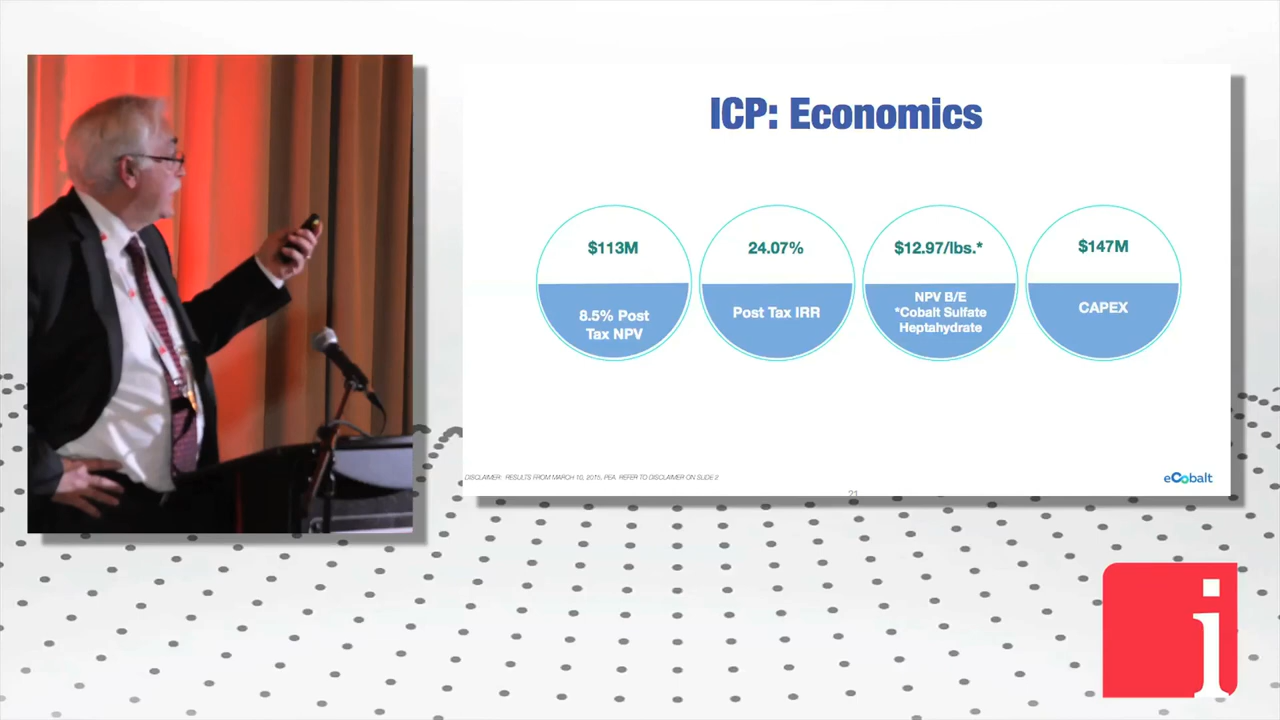 ICP: Economics
$113M
8.5% Post
Tax NPV
24.07%
Post Tax IRR
$12.97/lbs.*
NPV B/E
*Cobalt Sulfate
Heptahydrate
$147M
CAPEX
DISCLAIMER: RESULTS FROM MARCH 10, 2015, PEA. REFER TO DISCLAIMER ON SLIDE 2
eCobalt
21
i